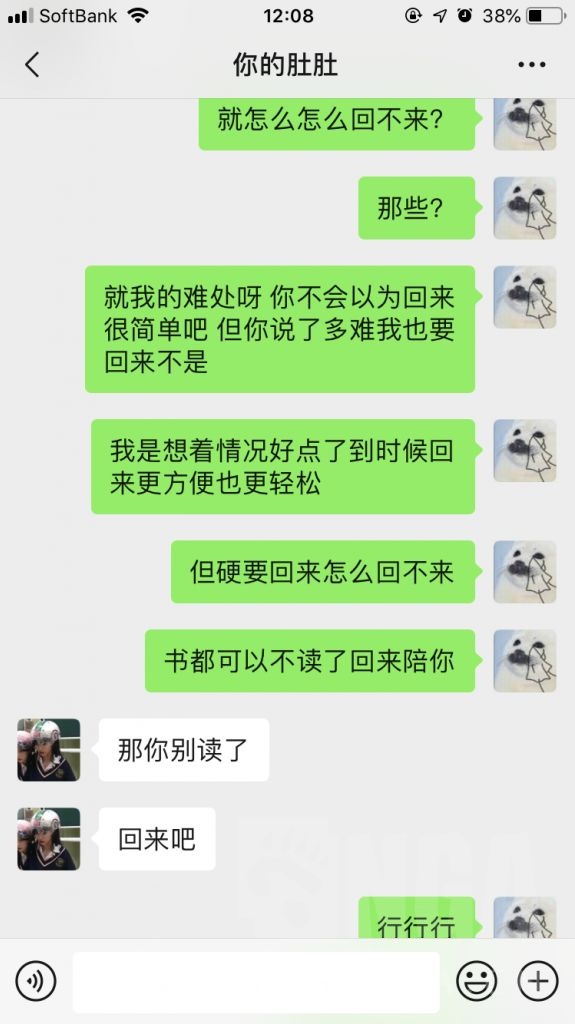 SoftBank 12:08 38%
你的肚肚
就怎么怎么回不来?
那些?
就我的难处呀 你不会以为回来
很简单吧 但你说了多难我也要
回来不是
我是想着情况好点了到时候回
来更方便也更轻松
但硬要回来怎么回不来
书都可以不读了回来陪你
那你别读了
回来吧
行行行
NGA